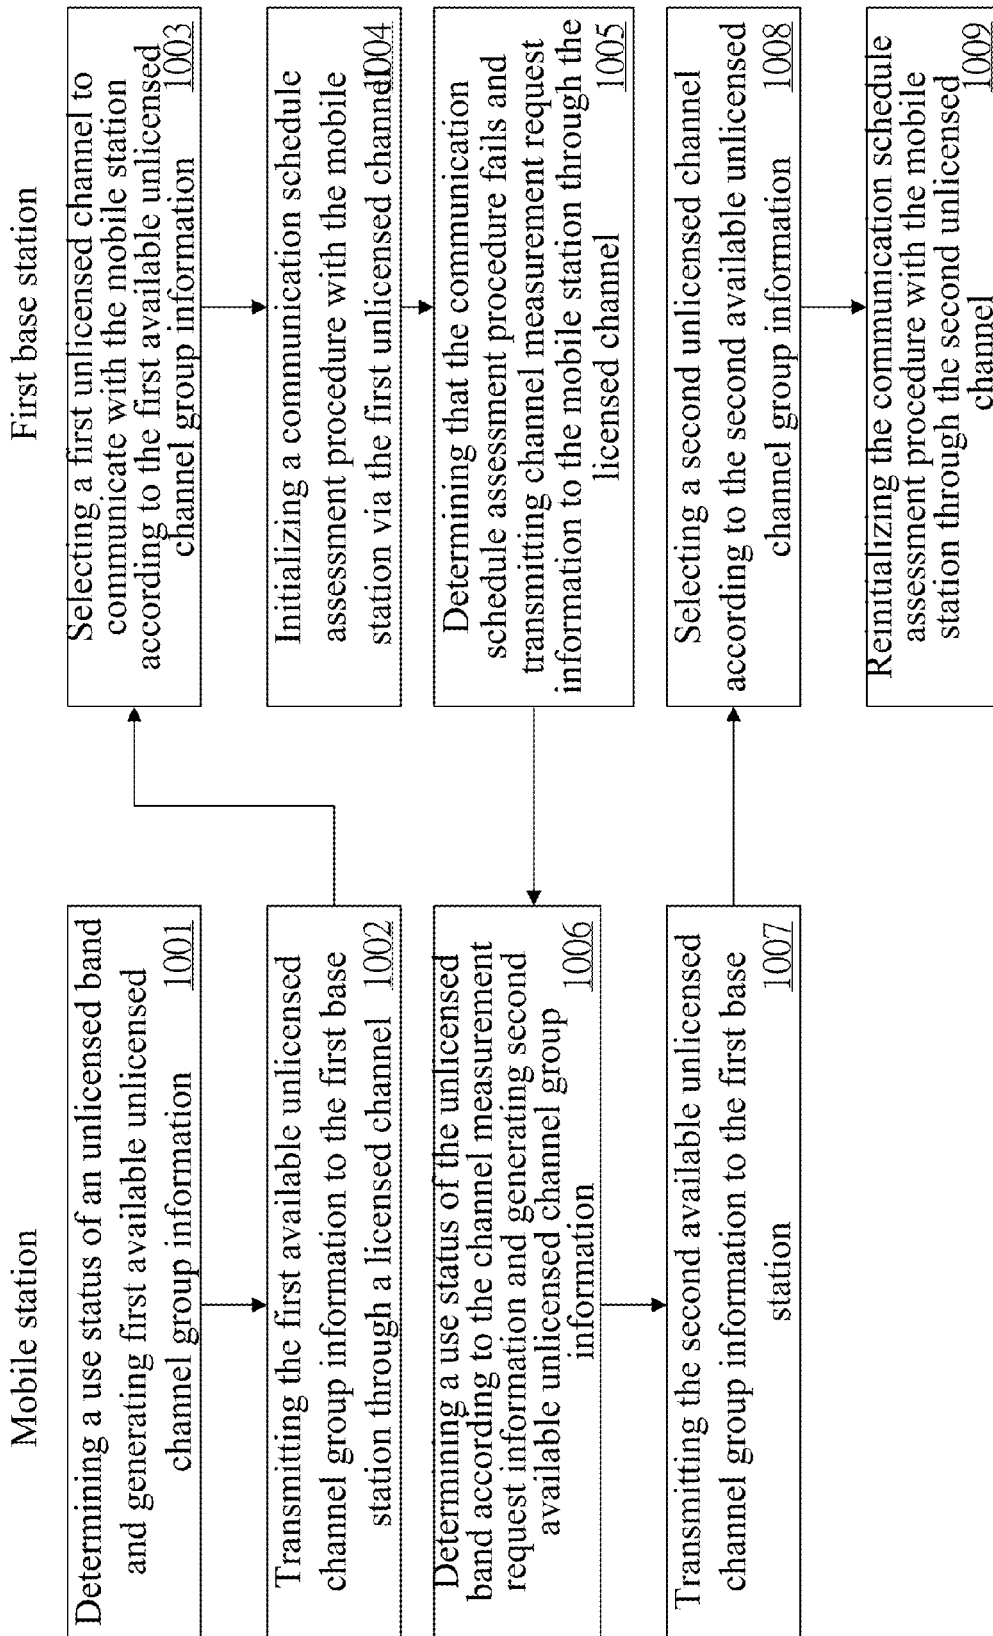 Mobile station
Determining a use status of an unlicensed band
and generating first available unlicensed
channel group information
1001
Transmitting the first available unlicensed
channel group information to the first base
station through a licensed channel
1002
Determining a use status of the unlicensed
band according to the channel measurement
request information and generating second
available unlicensed channel group
information
1006
Transmitting the second available unlicensed
channel group information to the first base
station
1007
First base station
Selecting a first unlicensed channel to
communicate with the mobile station
according to the first available unlicensed
channel group information
1003
Initializing a communication schedule
assessment procedure with the mobile
station via the first unlicensed channel
1004
Determining that the communication
schedule assessment procedure fails and
transmitting channel measurement request
information to the mobile station through the
licensed channel
1005
Selecting a second unlicensed channel
according to the second available unlicensed
channel group information
1008
Reinitializing the communication schedule
assessment procedure with the mobile
station through the second unlicensed
channel
1009